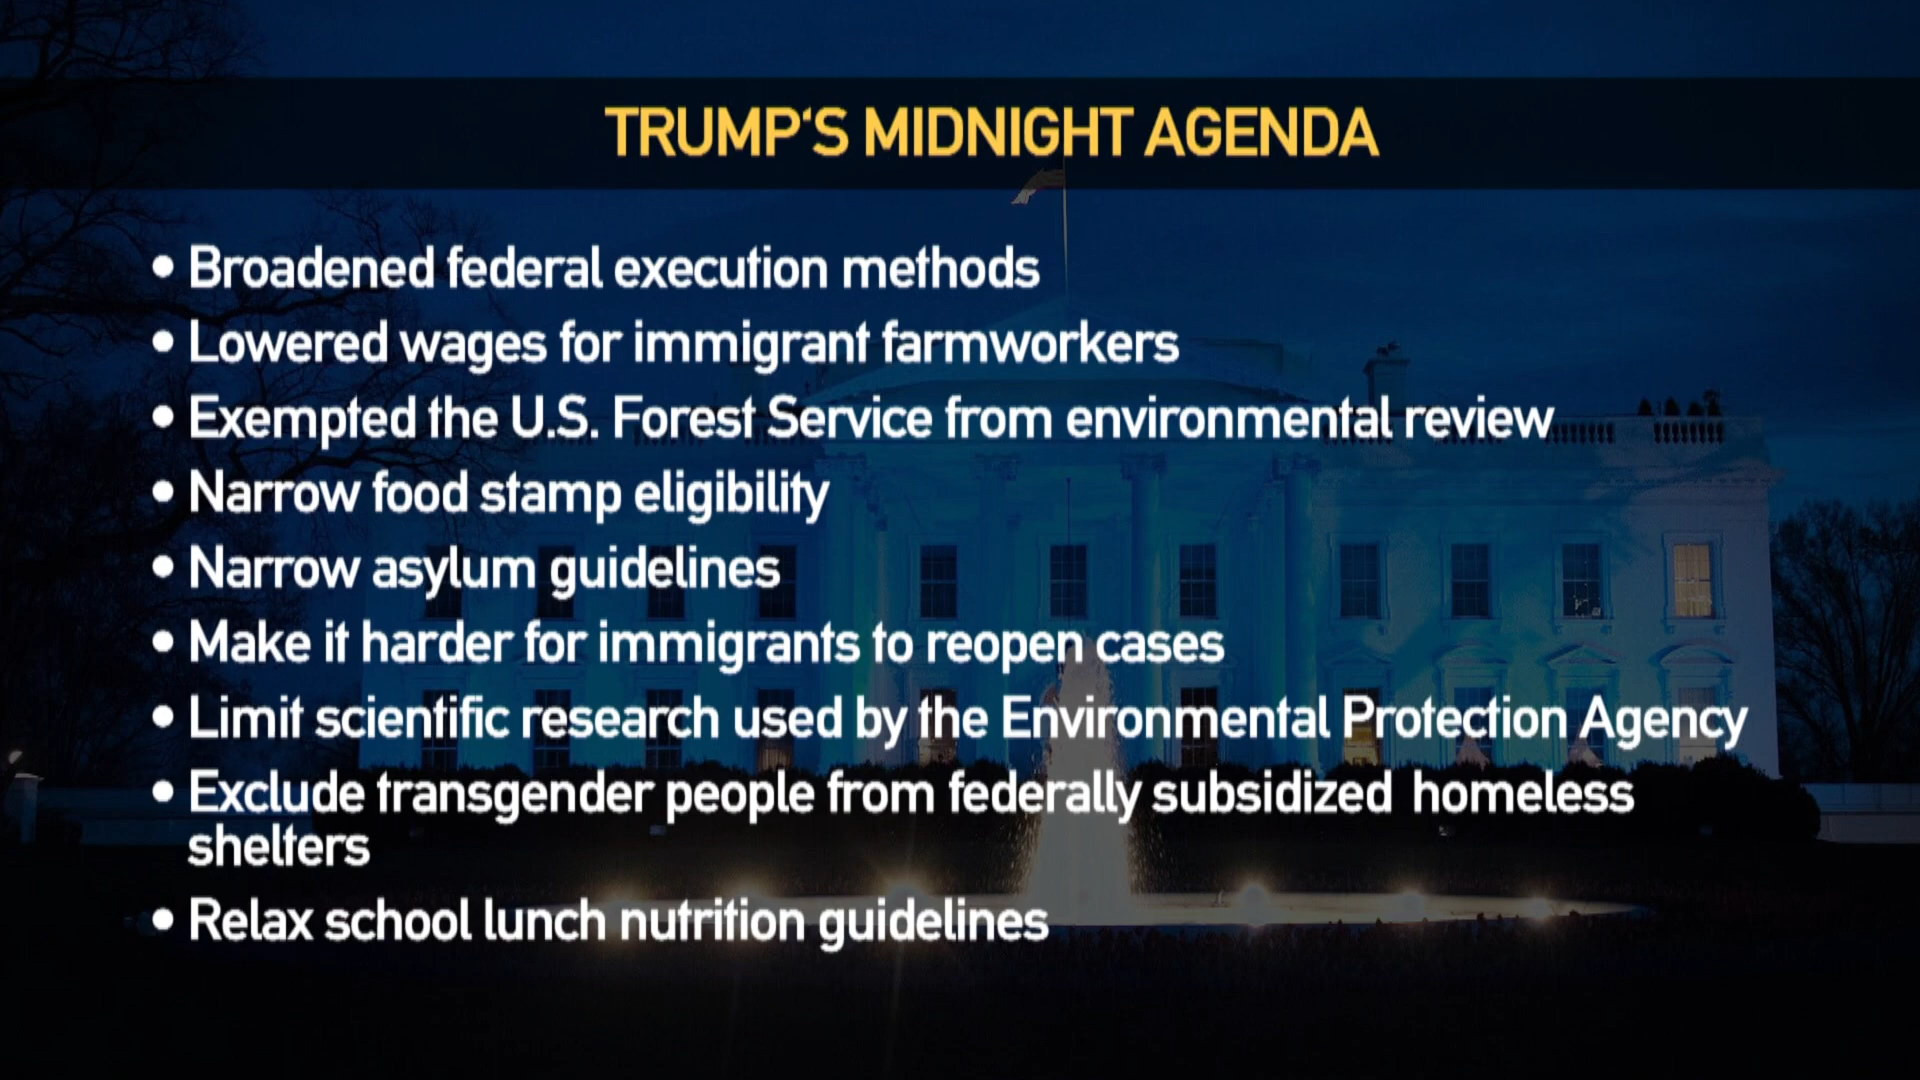 TRUMP‘S MIDNIGHT AGENDA
• Broadened federal execution methods
• Lowered wages for immigrant farmworkers
• Exempted the U.S. Forest Service from environmental review
• Narrow food stamp eligibility
• Narrow asylum guidelines
• Make it harder for immigrants to reopen cases
• Limit scientific research used by the Environmental Protection Agency
• Exclude transgender people from federally subsidized homeless
shelters
• Relax school lunch nutrition guidelines